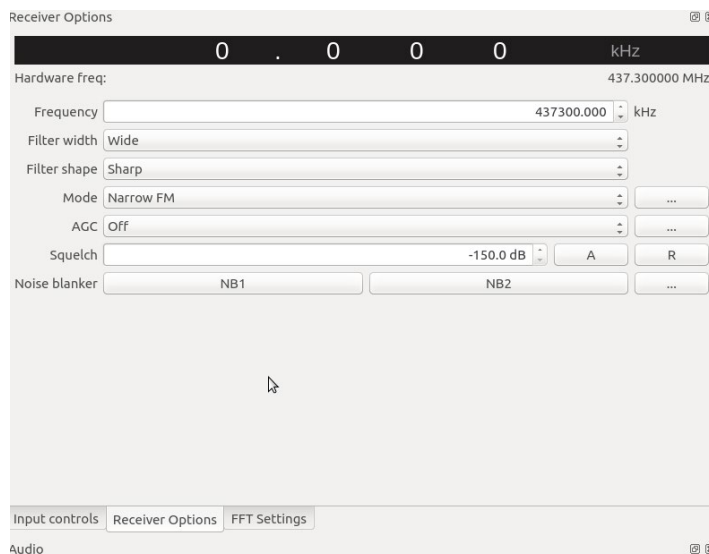 Receiver Options
0 . 0 0 0 kHz
Hardware freq: 437.300000 MHz
Frequency 437300.000 kHz
Filter width Wide
Filter shape Sharp
Mode Narrow FM ...
AGC Off ...
Squelch -150.0 dB A R
Noise blanker NB1 NB2 ...
Input controls Receiver Options FFT Settings
Audio